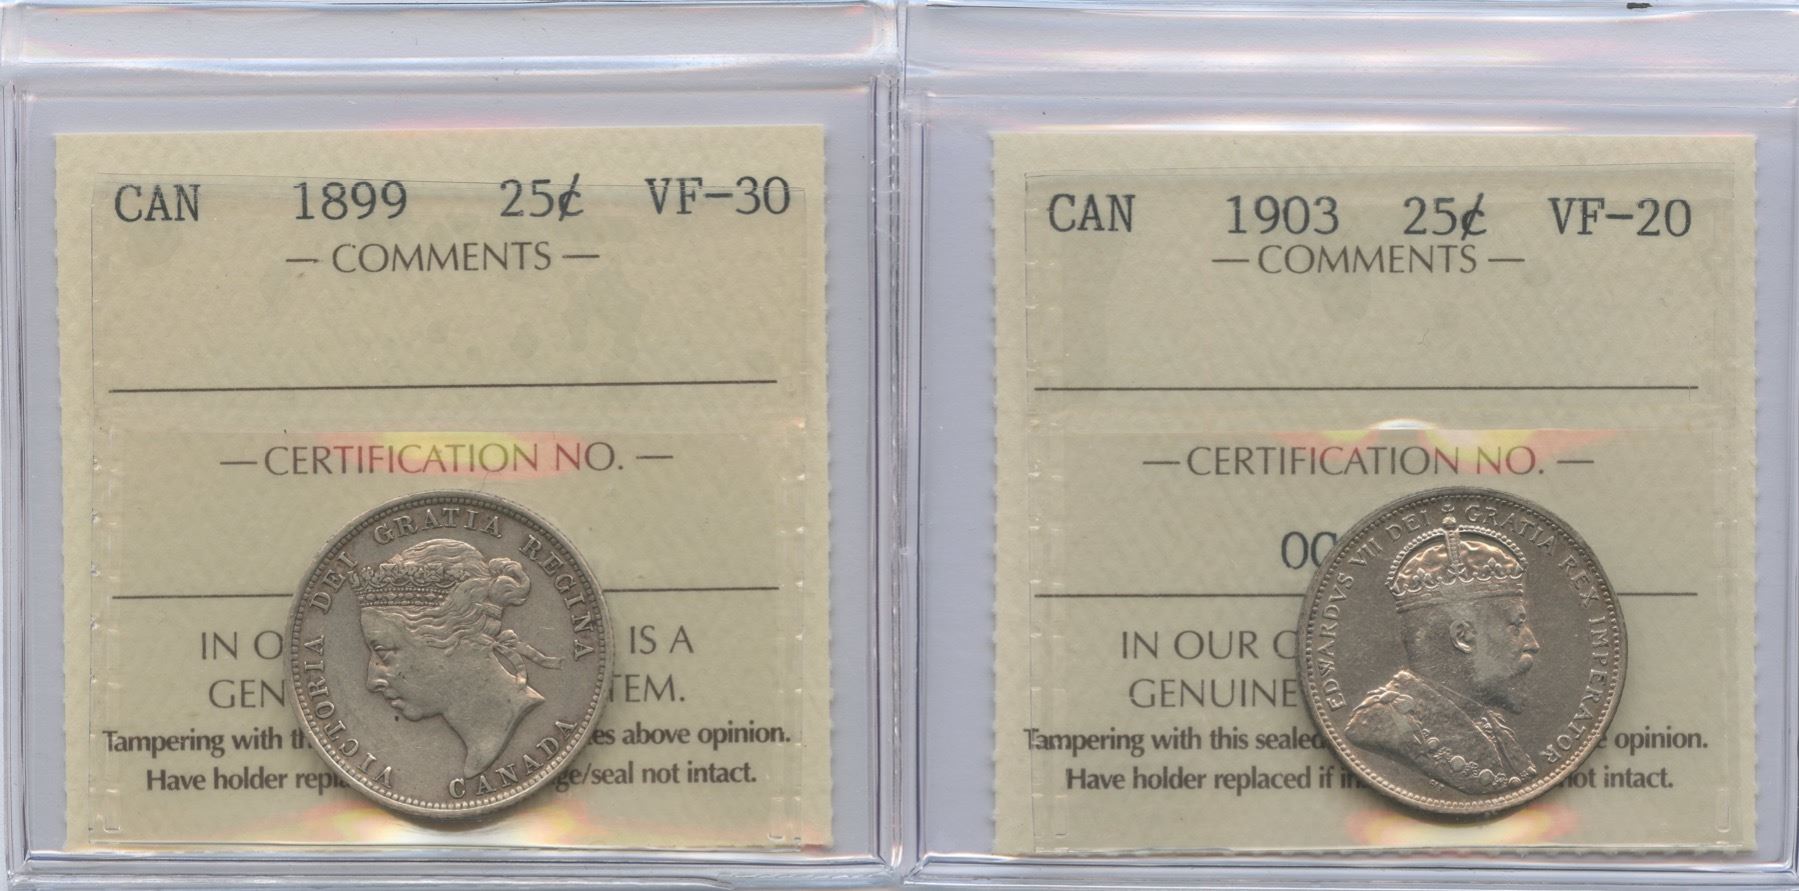 CAN 1899 25¢ VF-30
— COMMENTS —
— CERTIFICATION NO. —
IN O IS A
GEN TEM.
Tampering with th es above opinion.
Have holder repla ge/seal not intact.
VICTORIA DEI GRATIA REGINA
CANADA
CAN 1903 25¢ VF-20
— COMMENTS —
— CERTIFICATION NO. —
IN OUR
GENUINE
Tampering with this sealed opinion.
Have holder replaced if not intact.
EDWARDVS VII DEI GRATIA REX IMPERATOR